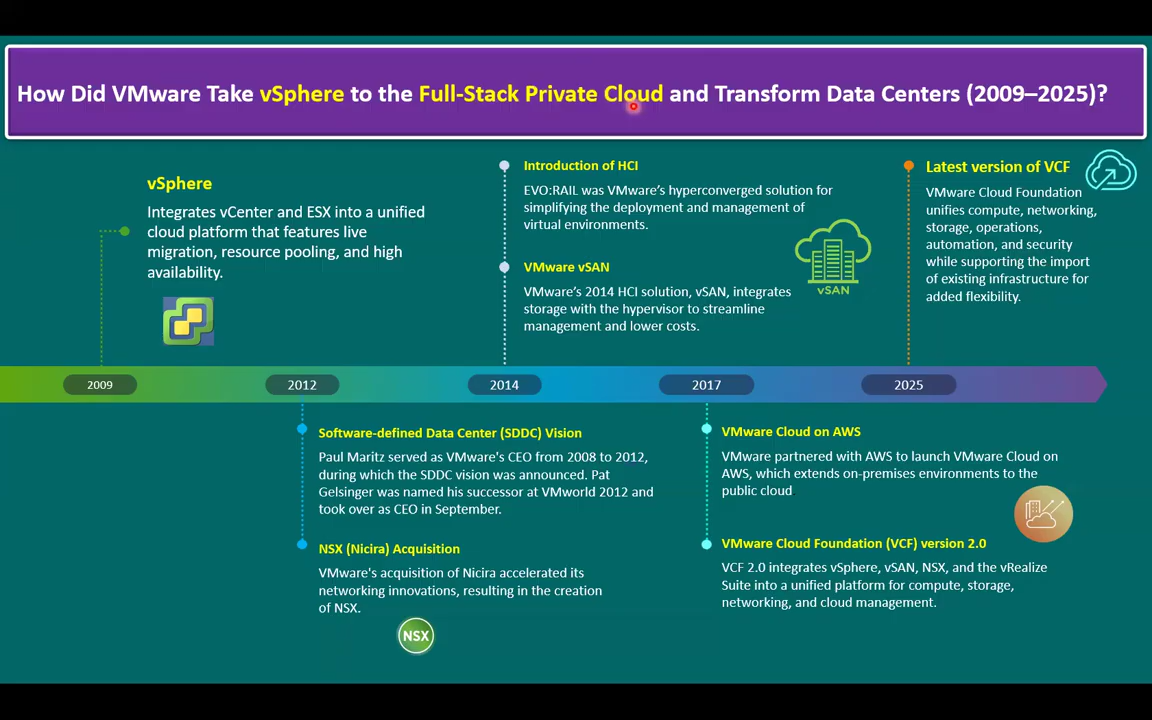 How Did VMware Take vSphere to the Full-Stack Private Cloud and Transform Data Centers (2009–2025)?
vSphere
Integrates vCenter and ESX into a unified
cloud platform that features live
migration, resource pooling, and high
availability.
Introduction of HCI
EVO:RAIL was VMware’s hyperconverged solution for
simplifying the deployment and management of
virtual environments.
VMware vSAN
VMware’s 2014 HCI solution, vSAN, integrates
storage with the hypervisor to streamline
management and lower costs.
vSAN
Latest version of VCF
VMware Cloud Foundation
unifies compute, networking,
storage, operations,
automation, and security
while supporting the import
of existing infrastructure for
added flexibility.
2009
2012
2014
2017
2025
Software-defined Data Center (SDDC) Vision
Paul Maritz served as VMware's CEO from 2008 to 2012,
during which the SDDC vision was announced. Pat
Gelsinger was named his successor at VMworld 2012 and
took over as CEO in September.
NSX (Nicira) Acquisition
VMware's acquisition of Nicira accelerated its
networking innovations, resulting in the creation
of NSX.
NSX
VMware Cloud on AWS
VMware partnered with AWS to launch VMware Cloud on
AWS, which extends on-premises environments to the
public cloud
VMware Cloud Foundation (VCF) version 2.0
VCF 2.0 integrates vSphere, vSAN, NSX, and the vRealize
Suite into a unified platform for compute, storage,
networking, and cloud management.